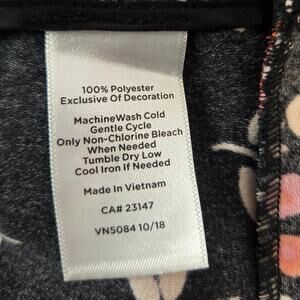 100% Polyester
Exclusive Of Decoration
MachineWash Cold
Gentle Cycle
Only Non-Chlorine Bleach
When Needed
Tumble Dry Low
Cool Iron If Needed
Made In Vietnam
CA# 23147
VN5084 10/18